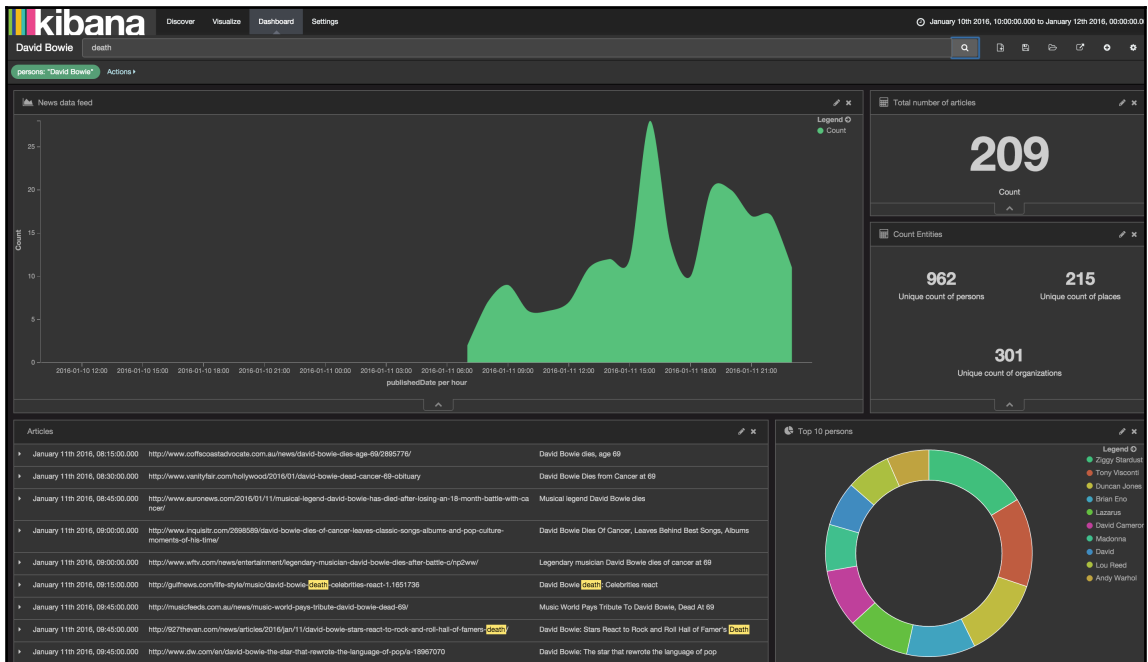 kibana
Discover Visualize Dashboard Settings
January 10th 2016, 10:00:00.000 to January 12th 2016, 00:00:00.0
David Bowie death
persons: "David Bowie" Actions
News data feed
Legend
Count
25
20
15
10
5
0
Count
2016-01-10 12:00 2016-01-10 15:00 2016-01-10 18:00 2016-01-10 21:00 2016-01-11 00:00 2016-01-11 03:00 2016-01-11 06:00 2016-01-11 09:00 2016-01-11 12:00 2016-01-11 15:00 2016-01-11 18:00 2016-01-11 21:00
publishedDate per hour
Total number of articles
209
Count
Count Entities
962 215
Unique count of persons Unique count of places
301
Unique count of organizations
Articles
January 11th 2016, 08:15:00.000 http://www.coffscoastadvocate.com.au/news/david-bowie-dies-age-69/2895776/ David Bowie dies, age 69
January 11th 2016, 08:30:00.000 http://www.vanityfair.com/hollywood/2016/01/david-bowie-dead-cancer-69-obituary David Bowie Dies from Cancer at 69
January 11th 2016, 08:45:00.000 http://www.euronews.com/2016/01/11/musical-legend-david-bowie-has-died-after-losing-an-18-month-battle-with-ca Musical legend David Bowie dies
ncer/
January 11th 2016, 09:00:00.000 http://www.inquisitr.com/2698589/david-bowie-dies-of-cancer-leaves-classic-songs-albums-and-pop-culture- David Bowie Dies Of Cancer, Leaves Behind Best Songs, Albums
moments-of-his-time/
January 11th 2016, 09:00:00.000 http://www.wftv.com/news/entertainment/legendary-musician-david-bowie-dies-after-battle-c/np2ww/ Legendary musician David Bowie dies of cancer at 69
January 11th 2016, 09:15:00.000 http://gulfnews.com/life-style/music/david-bowie-death-celebrities-react-1.1651736 David Bowie death: Celebrities react
January 11th 2016, 09:45:00.000 http://musicfeeds.com.au/news/music-world-pays-tribute-david-bowie-dead-69/ Music World Pays Tribute To David Bowie, Dead At 69
January 11th 2016, 09:45:00.000 http://927thevan.com/news/articles/2016/jan/11/david-bowie-stars-react-to-rock-and-roll-hall-of-famers-death/ David Bowie: Stars React to Rock and Roll Hall of Famer's Death
January 11th 2016, 09:45:00.000 http://www.dw.com/en/david-bowie-the-star-that-rewrote-the-language-of-pop/a-18967070 David Bowie: The star that rewrote the language of pop
Top 10 persons
Legend
Ziggy Stardust
Tony Visconti
Duncan Jones
Brian Eno
Lazarus
David Cameron
Madonna
David
Lou Reed
Andy Warhol